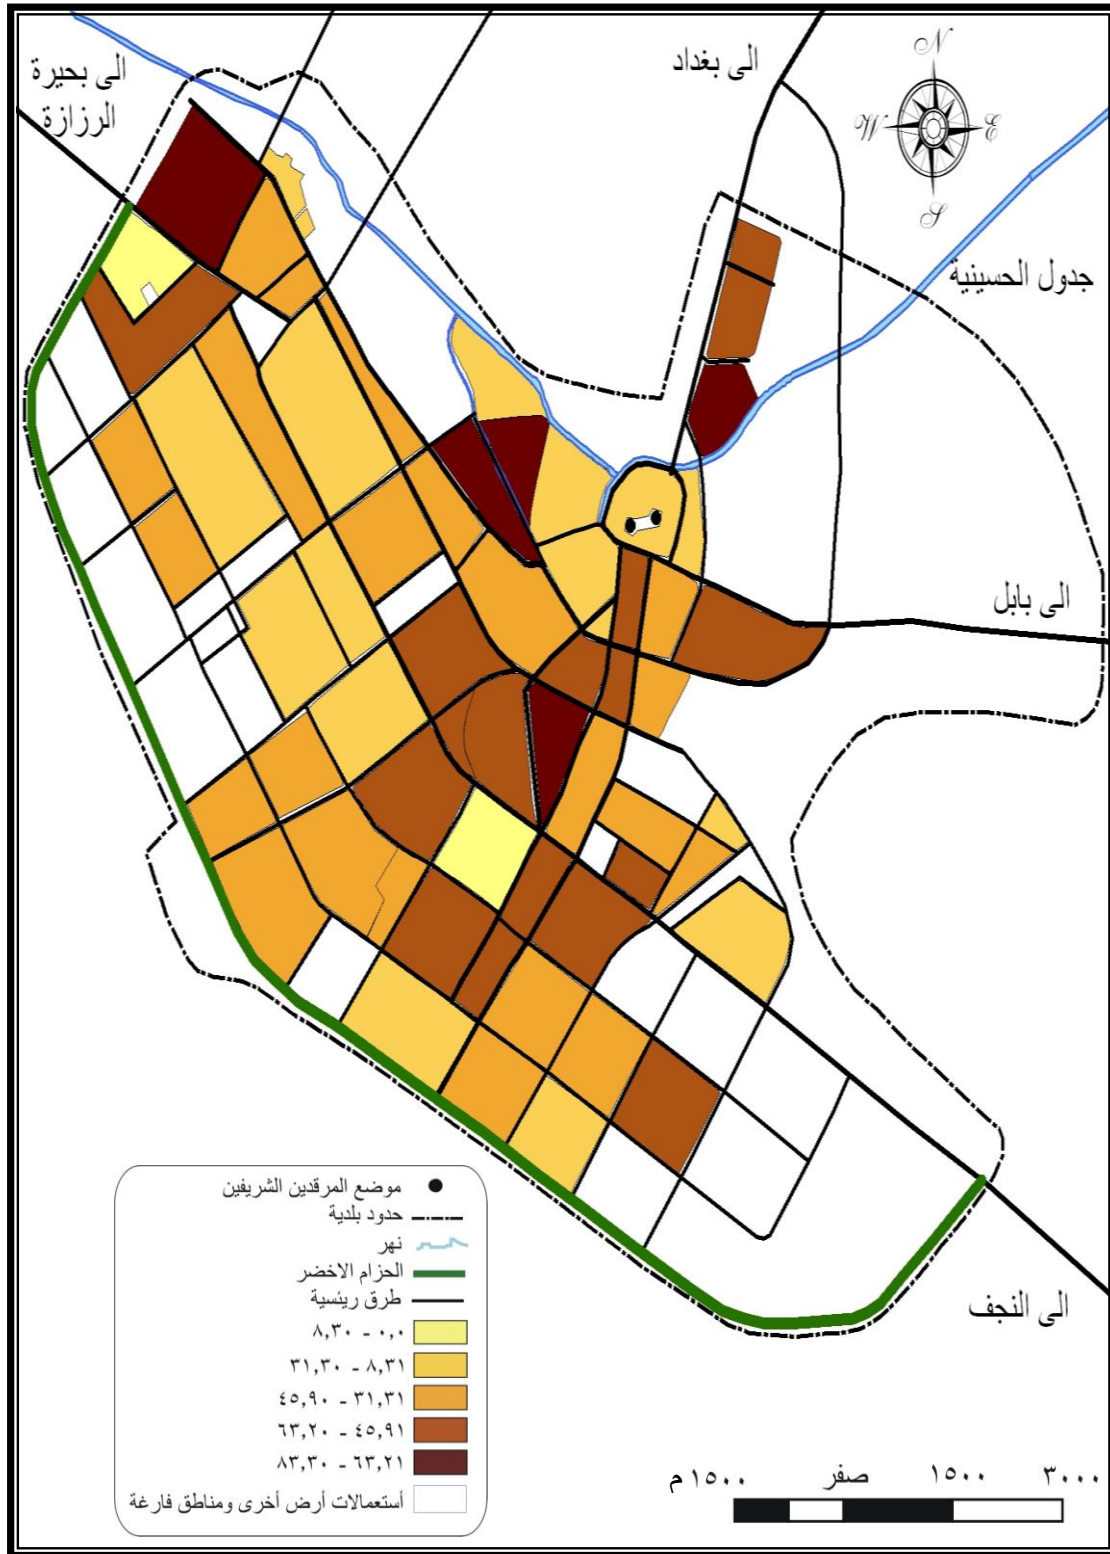 الى بحيرة
الرزازة
الى بغداد
N
W
E
S
جدول الحسينية
الى بابل
الى النجف
موضع المرقدين الشريفين
حدود بلدية
نهر
الحزام الاخضر
طرق ريئسية
٠,٠ - ٨,٣٠
٨,٣١ - ٣١,٣٠
٣١,٣١ - ٤٥,٩٠
٤٥,٩١ - ٦٣,٢٠
٦٣,٢١ - ٨٣,٣٠
أستعمالات أرض أخرى ومناطق فارغة
١٥٠٠ م صفر ١٥٠٠ ٣٠٠٠